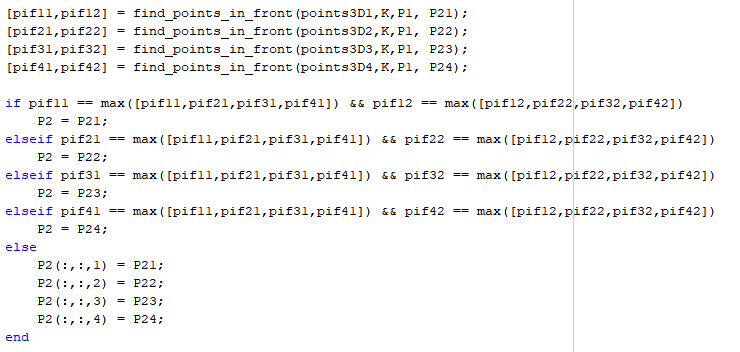 [pif11,pif12] = find_points_in_front(points3D1,K,P1, P21);
[pif21,pif22] = find_points_in_front(points3D2,K,P1, P22);
[pif31,pif32] = find_points_in_front(points3D3,K,P1, P23);
[pif41,pif42] = find_points_in_front(points3D4,K,P1, P24);
if pif11 == max([pif11,pif21,pif31,pif41]) && pif12 == max([pif12,pif22,pif32,pif42])
P2 = P21;
elseif pif21 == max([pif11,pif21,pif31,pif41]) && pif22 == max([pif12,pif22,pif32,pif42])
P2 = P22;
elseif pif31 == max([pif11,pif21,pif31,pif41]) && pif32 == max([pif12,pif22,pif32,pif42])
P2 = P23;
elseif pif41 == max([pif11,pif21,pif31,pif41]) && pif42 == max([pif12,pif22,pif32,pif42])
P2 = P24;
else
P2(:,:,1) = P21;
P2(:,:,2) = P22;
P2(:,:,3) = P23;
P2(:,:,4) = P24;
end